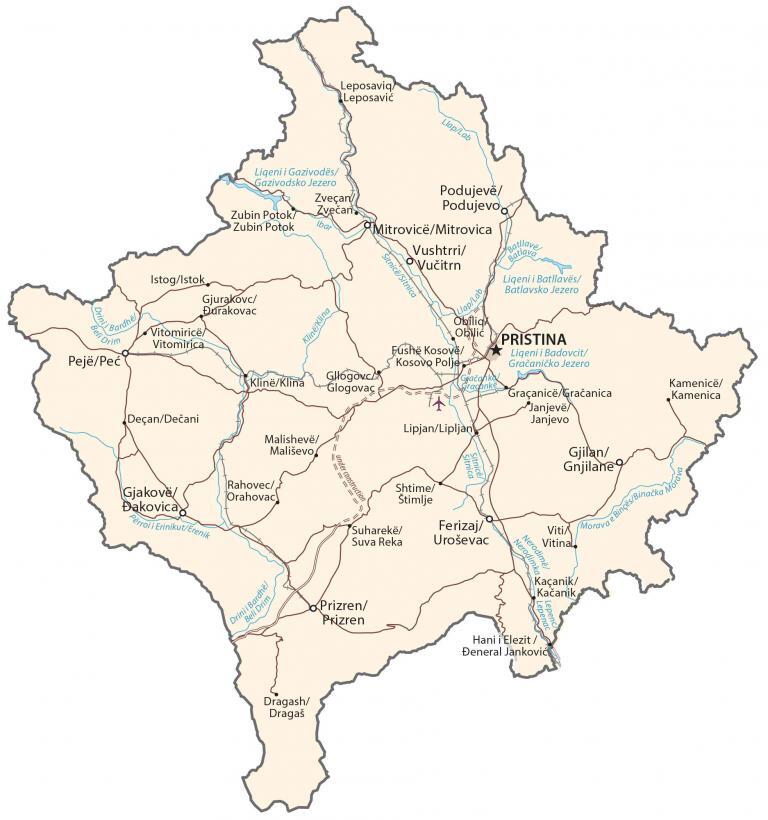 Leposaviq/
Leposavić
Llap/Lab
Liqeni i Gazivodës/
Gazivodsko Jezero
Zveçan/
Zvečan
Podujevë/
Podujevo
Zubin Potok/
Zubin Potok
Ibar
Mitrovicë/Mitrovica
Vushtrri/
Vučitrn
Batllavë/
Batlava
Sitnicë/Sitnica
Liqeni i Batllavës/
Batlavsko Jezero
Istog/Istok
Gjurakovc/
Đurakovac
Llap/Lab
Drini i Bardhë/
Beli Drim
Klinë/Klina
Obiliq/
Obilić
Vitomiricë/
Vitomirica
PRISTINA
Fushë Kosovë/
Kosovo Polje
Liqeni i Badovcit/
Gračaničko Jezero
Pejë/Peć
Klinë/Klina
Gllogovc/
Glogovac
Graçanicë/Gračanica
Kamenicë/
Kamenica
Janjevë/
Janjevo
Deçan/Dečani
Lipjan/Lipljan
Malishevë/
Mališevo
Gjilan/
Gnjilane
Sitnicë/
Sitnica
under construction
Rahovec/
Orahovac
Shtime/
Štimlje
Gjakovë/
Đakovica
Morava e Binçës/Binačka Morava
Përroi i Erinikut/Erenik
Suharekë/
Suva Reka
Ferizaj/
Uroševac
Viti/
Vitina
Nerodimë/
Nerodimka
Drini i Bardhë/
Beli Drim
Kaçanik/
Kačanik
Prizren/
Prizren
Lepenc/
Lepenac
Hani i Elezit /
Đeneral Janković
Dragash/
Dragaš